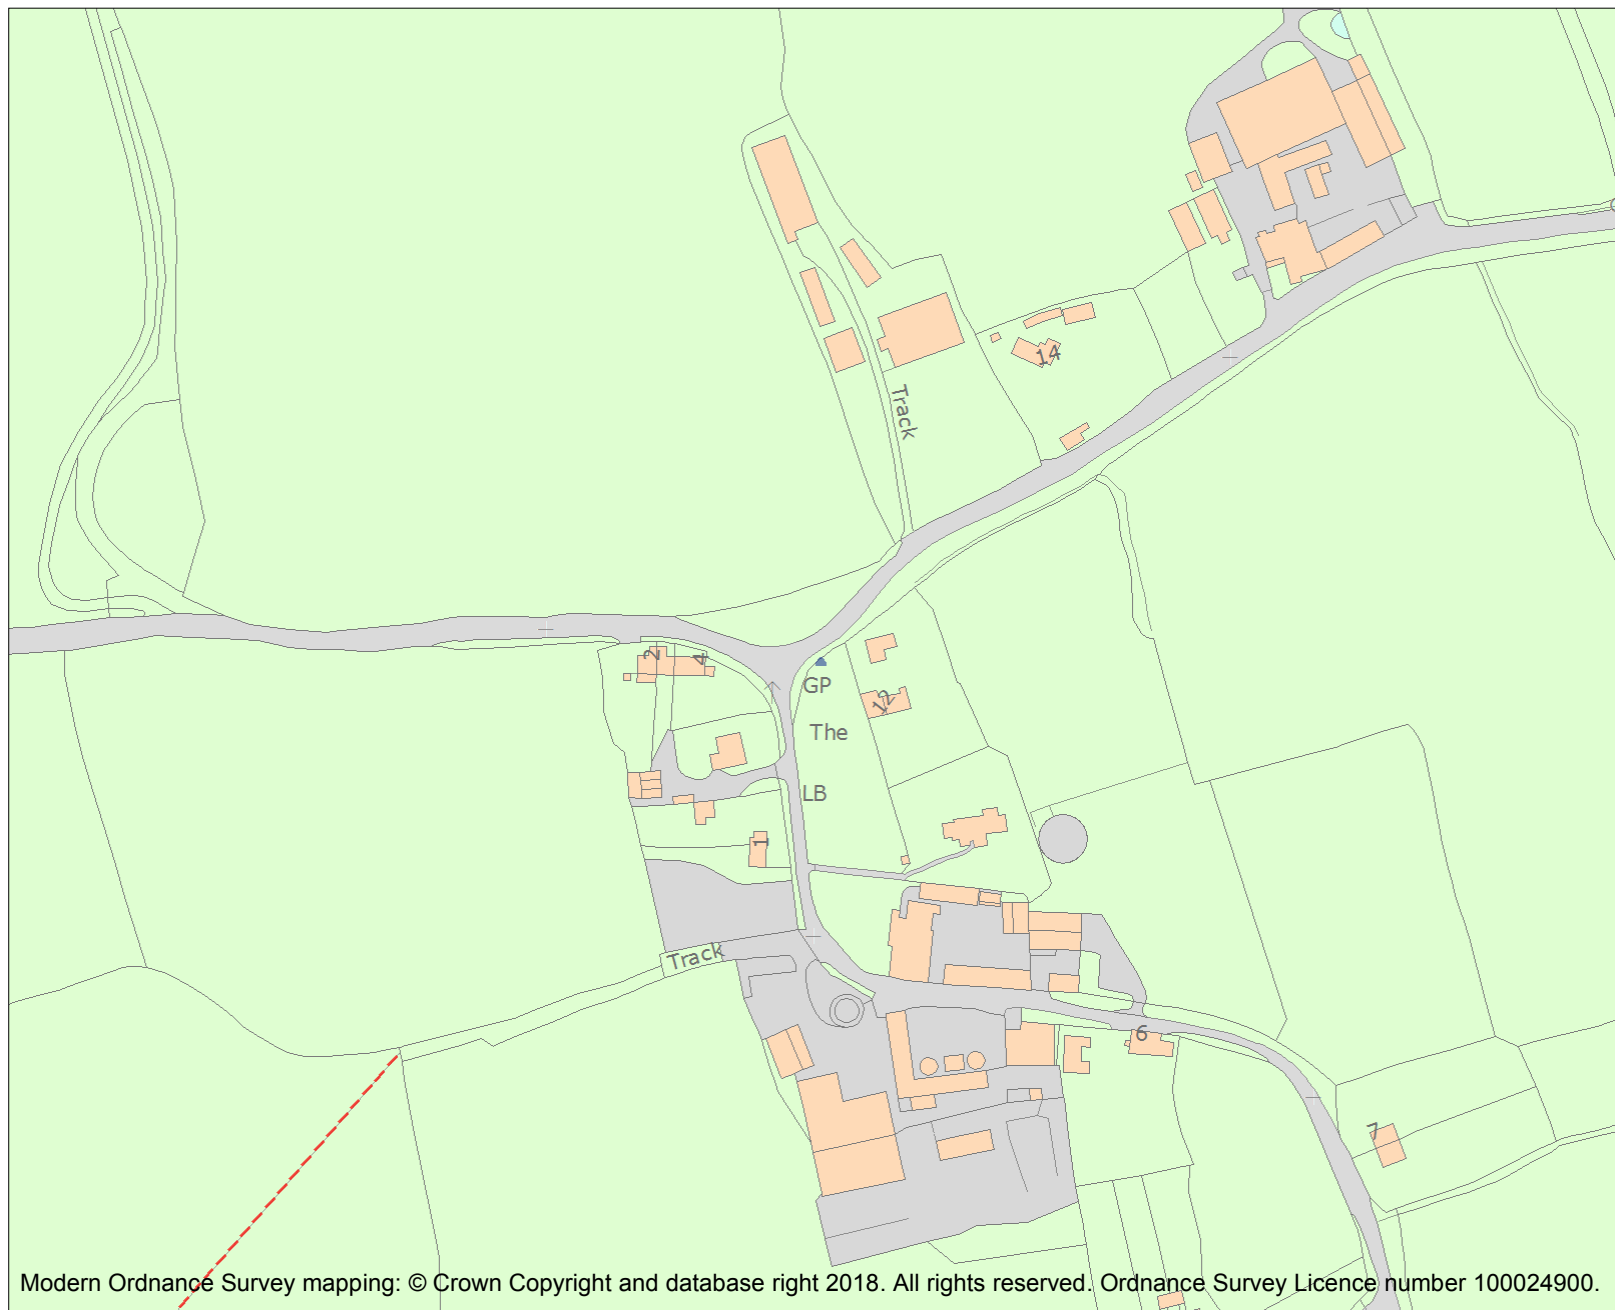 14
Track
2
4
GP
12
The
LB
1
Track
6
7
Modern Ordnance Survey mapping: © Crown Copyright and database right 2018. All rights reserved. Ordnance Survey Licence number 100024900.